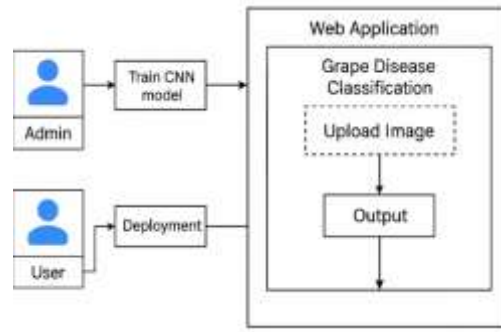 Web Application
Grape Disease
Classification
Upload Image
Output
Admin
Train CNN
model
User
Deployment